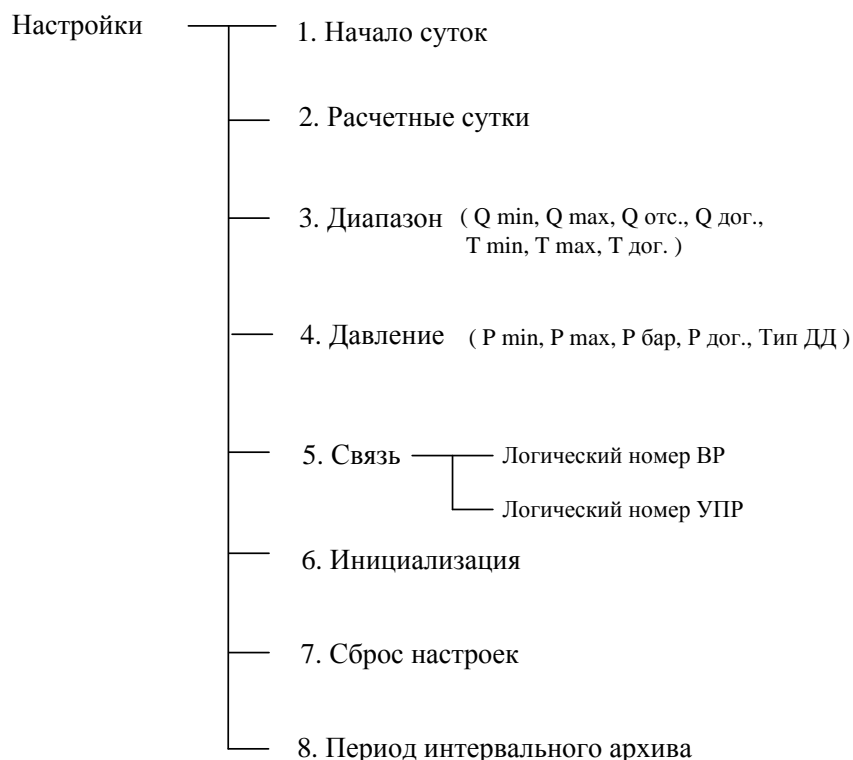 Настройки
1. Начало суток
2. Расчетные сутки
3. Диапазон ( Q min, Q max, Q отс., Q дог.,
T min, T max, T дог. )
4. Давление ( P min, P max, P бар, P дог., Тип ДД )
5. Связь
Логический номер ВР
Логический номер УПР
6. Инициализация
7. Сброс настроек
8. Период интервального архива